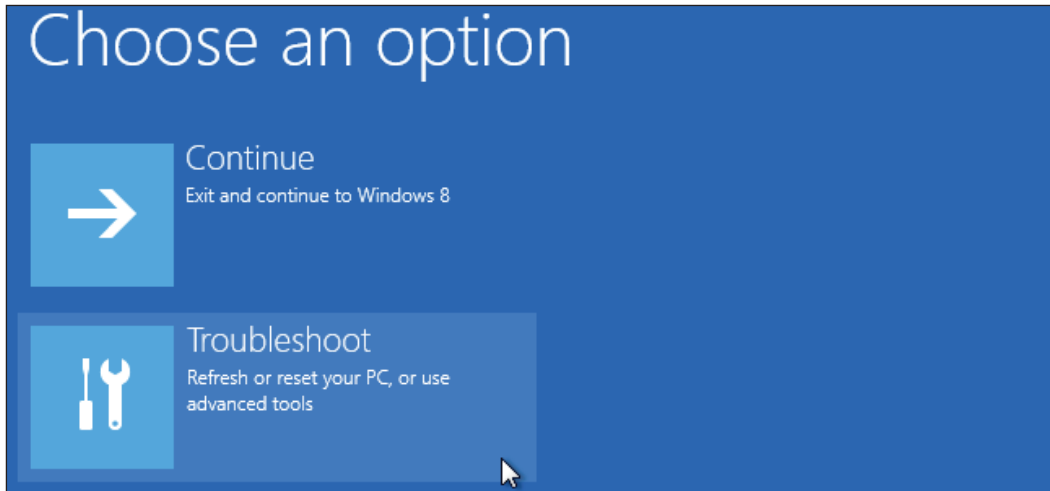 Choose an option
Continue
Exit and continue to Windows 8
Troubleshoot
Refresh or reset your PC, or use
advanced tools